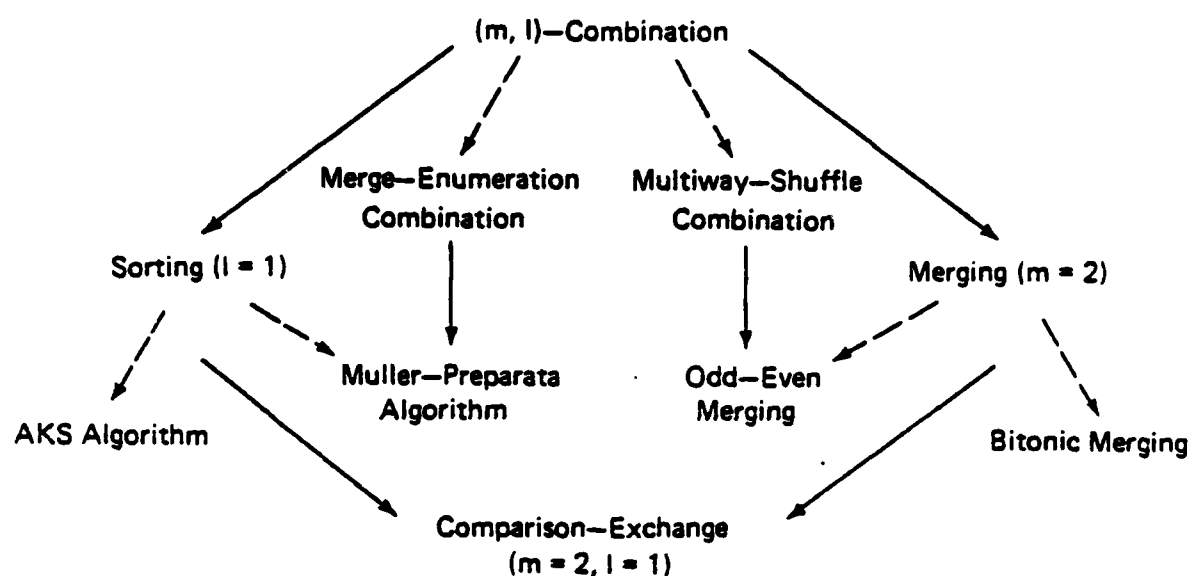 (m, l)—Combination
Merge—Enumeration
Combination
Multiway—Shuffle
Combination
Sorting (l = 1)
Merging (m = 2)
Muller—Preparata
Algorithm
Odd—Even
Merging
AKS Algorithm
Bitonic Merging
Comparison—Exchange
(m = 2, l = 1)